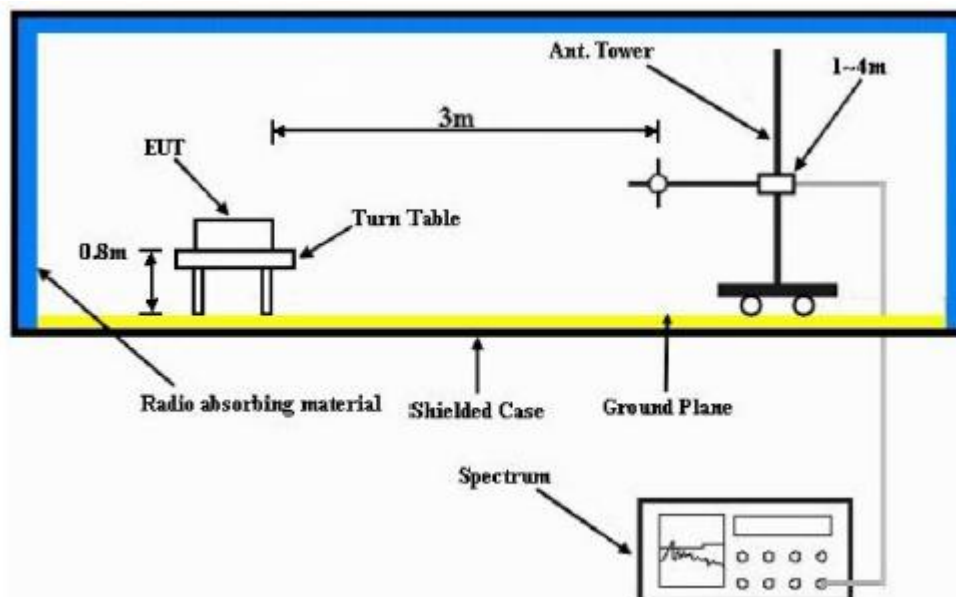 Ant. Tower
1~4m
3m
EUT
Turn Table
0.8m
Radio absorbing material
Shielded Case
Ground Plane
Spectrum